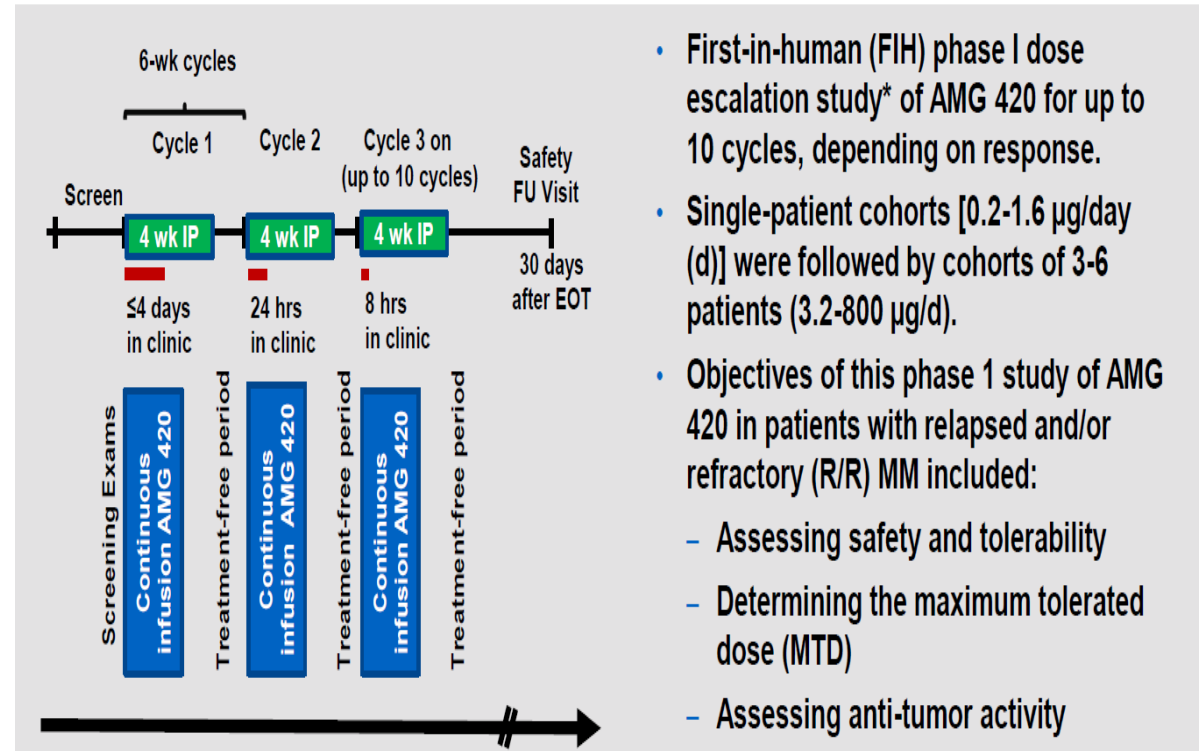 6-wk cycles
Cycle 1
Cycle 2
Cycle 3 on
(up to 10 cycles)
Safety
FU Visit
Screen
4 wk IP
4 wk IP
4 wk IP
≤4 days
in clinic
24 hrs
in clinic
8 hrs
in clinic
30 days
after EOT
Screening Exams
Continuous
infusion AMG 420
Treatment-free period
Continuous
infusion AMG 420
Treatment-free period
Continuous
infusion AMG 420
Treatment-free period
• First-in-human (FIH) phase I dose
escalation study* of AMG 420 for up to
10 cycles, depending on response.
• Single-patient cohorts [0.2-1.6 µg/day
(d)] were followed by cohorts of 3-6
patients (3.2-800 µg/d).
• Objectives of this phase 1 study of AMG
420 in patients with relapsed and/or
refractory (R/R) MM included:
– Assessing safety and tolerability
– Determining the maximum tolerated
dose (MTD)
– Assessing anti-tumor activity